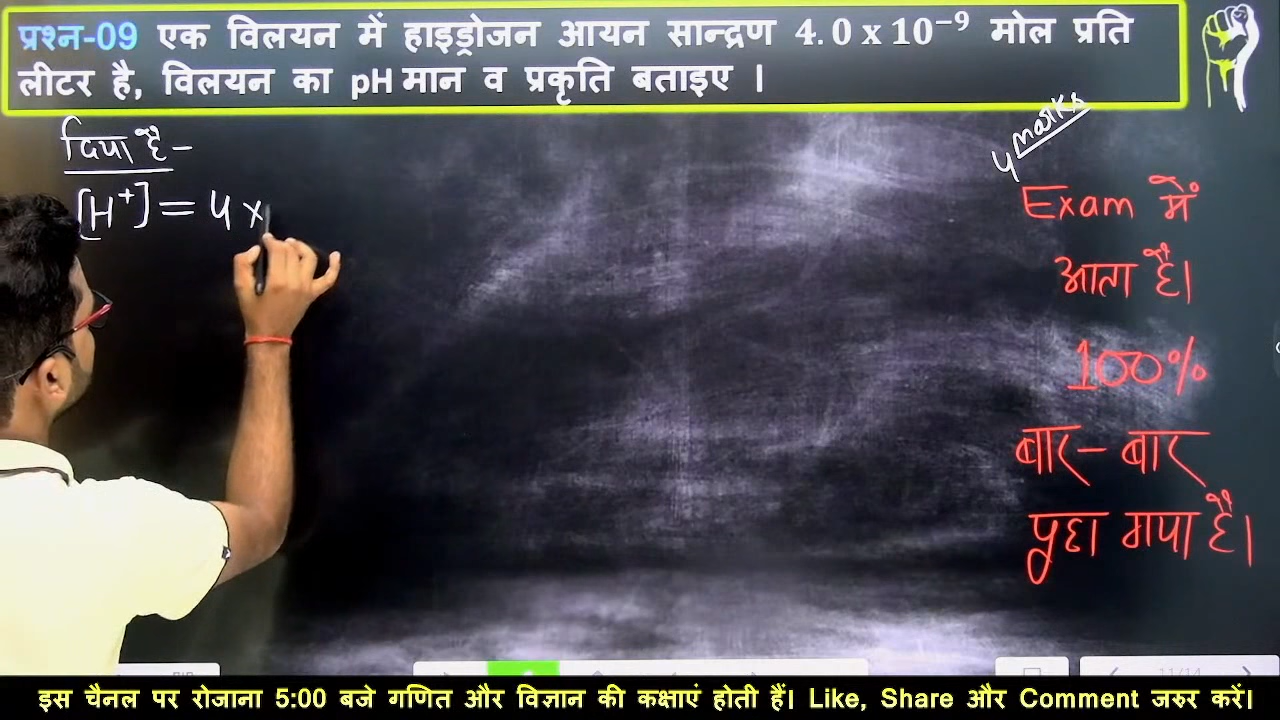 प्रश्न-09 एक विलयन में हाइड्रोजन आयन सान्द्रण 4.0 x 10⁻⁹ मोल प्रति
लीटर है, विलयन का pH मान व प्रकृति बताइए ।
4 marks
दिया है-
[H⁺] = 4 x
Exam में
आता है।
100%
बार-बार
पूछा गया है।
11/14
इस चैनल पर रोजाना 5:00 बजे गणित और विज्ञान की कक्षाएं होती हैं। Like, Share और Comment जरुर करें।